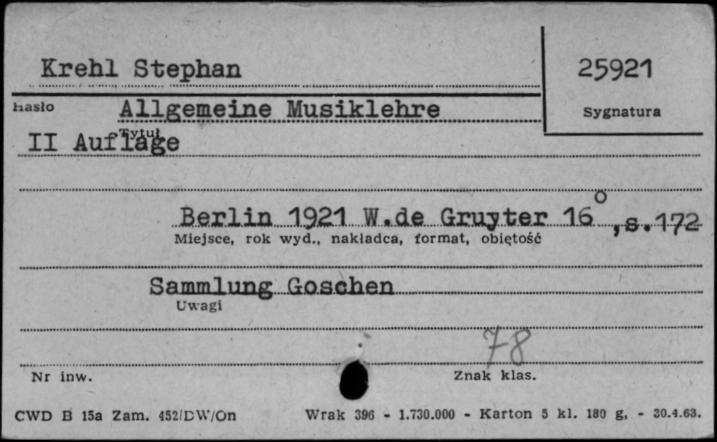 Krehl Stephan
25921
Hasło
Allgemeine Musiklehre
Sygnatura
Tytuł
II Auflage
Berlin 1921 W.de Gruyter 16° ,s.172
Miejsce, rok wyd., nakładca, format, objętość
Sammlung Goschen
Uwagi
78
Nr inw.
Znak klas.
CWD B 15a Zam. 452/DW/On
Wrak 396 - 1.730.000 - Karton 5 kl. 180 g. - 30.4.63.